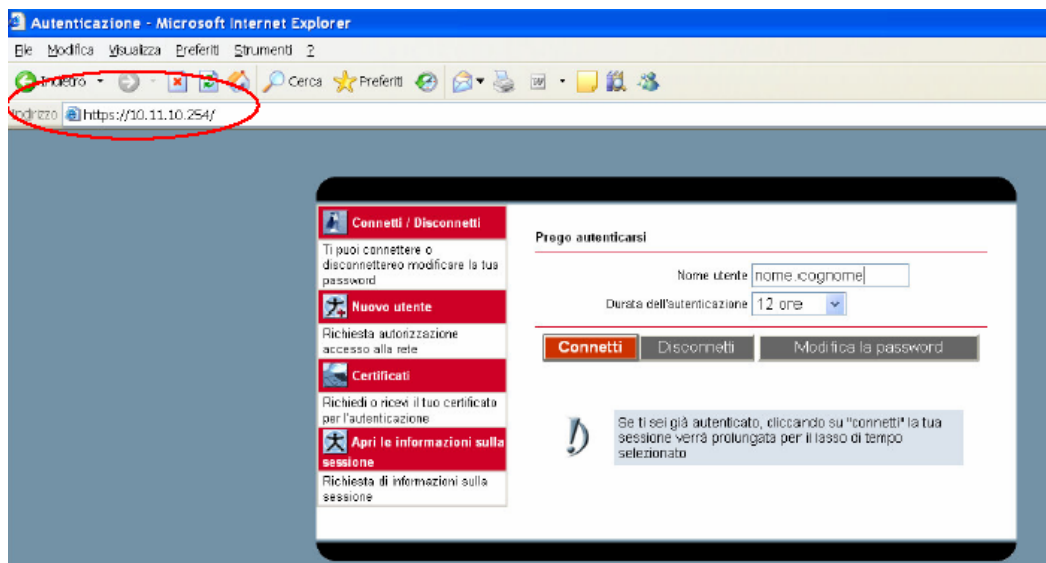 Autenticazione - Microsoft Internet Explorer
File Modifica Visualizza Preferiti Strumenti ?
Indietro Cerca Preferiti
Indirizzo https://10.11.10.254/
Connetti / Disconnetti
Ti puoi connettere o
disconnettereo modificare la tua
password
Nuovo utente
Richiesta autorizzazione
accesso alla rete
Certificati
Richiedi o ricevi il tuo certificato
per l'autenticazione
Apri le informazioni sulla
sessione
Richiesta di informazioni sulla
sessione
Prego autenticarsi
Nome utente nome.cognome
Durata dell'autenticazione 12 ore
Connetti Disconnetti Modifica la password
Se ti sei già autenticato, cliccando su "connetti" la tua
sessione verrà prolungata per il lasso di tempo
selezionato